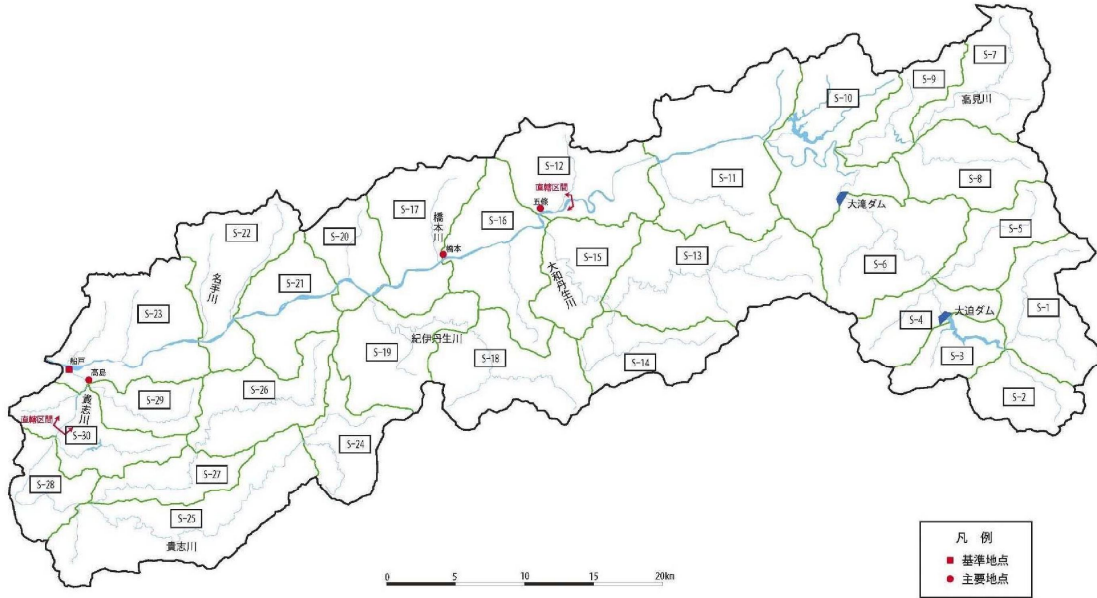 S-7
S-9
S-10
高見川
S-12
S-11
S-8
直轄区間
五條
大滝ダム
S-17
S-16
S-5
S-22
S-20
橋本川
橋本
S-15
S-13
S-6
名手川
S-21
大和丹生川
S-1
S-23
S-4
大迫ダム
紀伊丹生川
S-19
S-18
S-14
S-3
船戸
高島
S-26
S-2
S-29
貴志川
直轄区間
S-30
S-24
S-27
S-28
S-25
貴志川
凡 例
基準地点
主要地点
0 5 10 15 20km